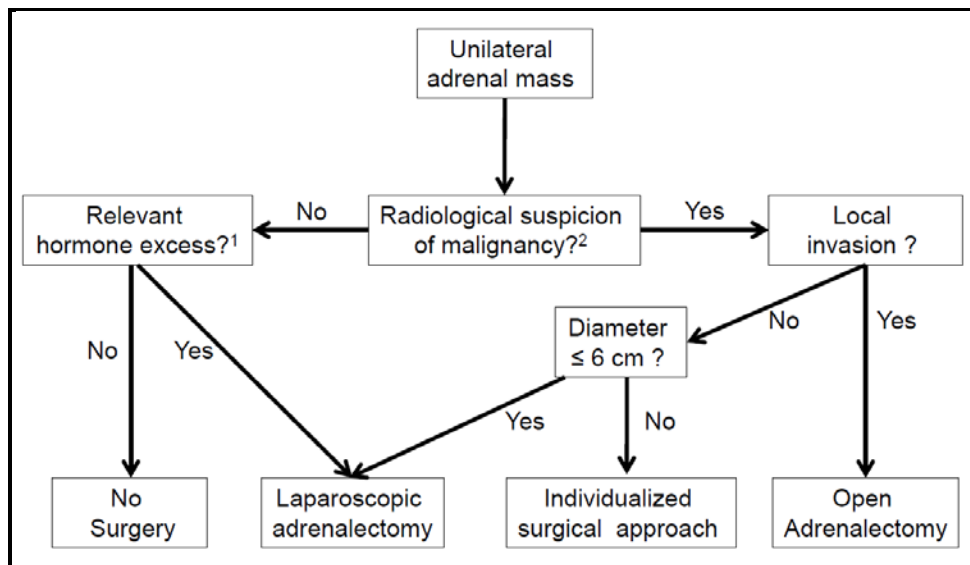 Unilateral
adrenal mass
No
Yes
Relevant
hormone excess?¹
Radiological suspicion
of malignancy?²
Local
invasion ?
No
Yes
Diameter
≤ 6 cm ?
No
Yes
Yes
No
No
Surgery
Laparoscopic
adrenalectomy
Individualized
surgical approach
Open
Adrenalectomy